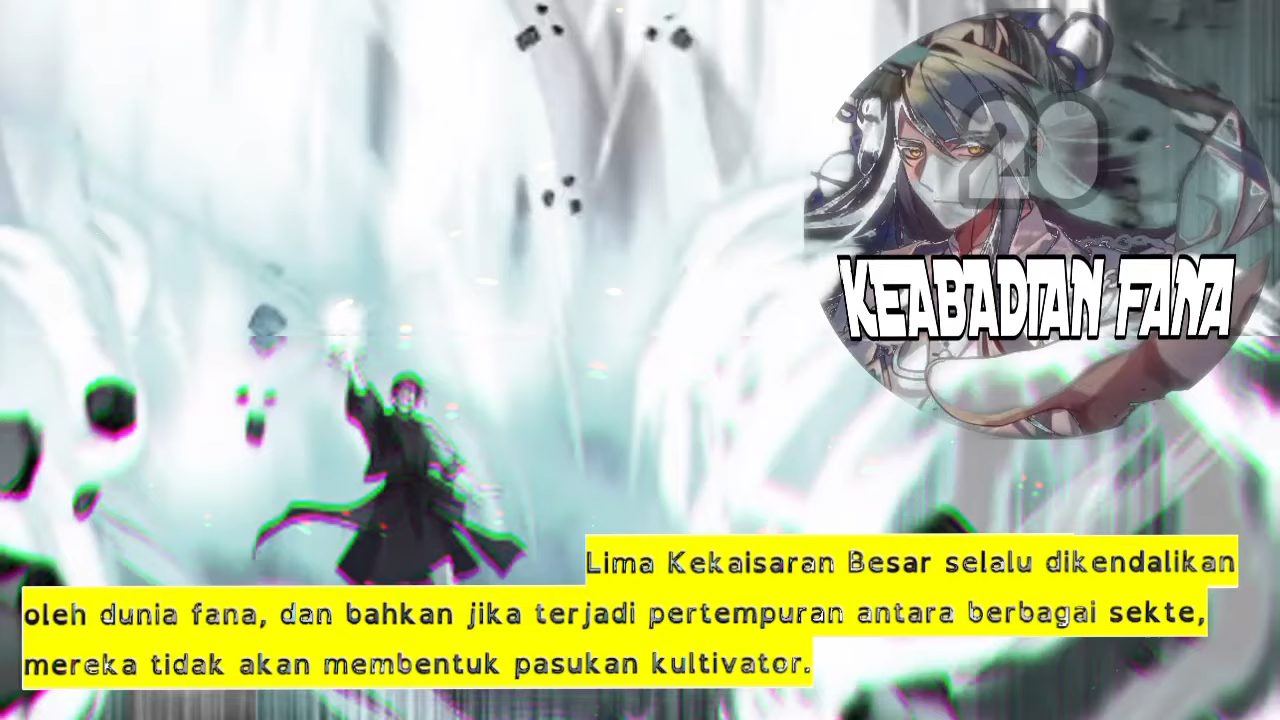 20
KEABADIAN FANA
Lima Kekaisaran Besar selalu dikendalikan
oleh dunia fana, dan bahkan jika terjadi pertempuran antara berbagai sekte,
mereka tidak akan membentuk pasukan kultivator.